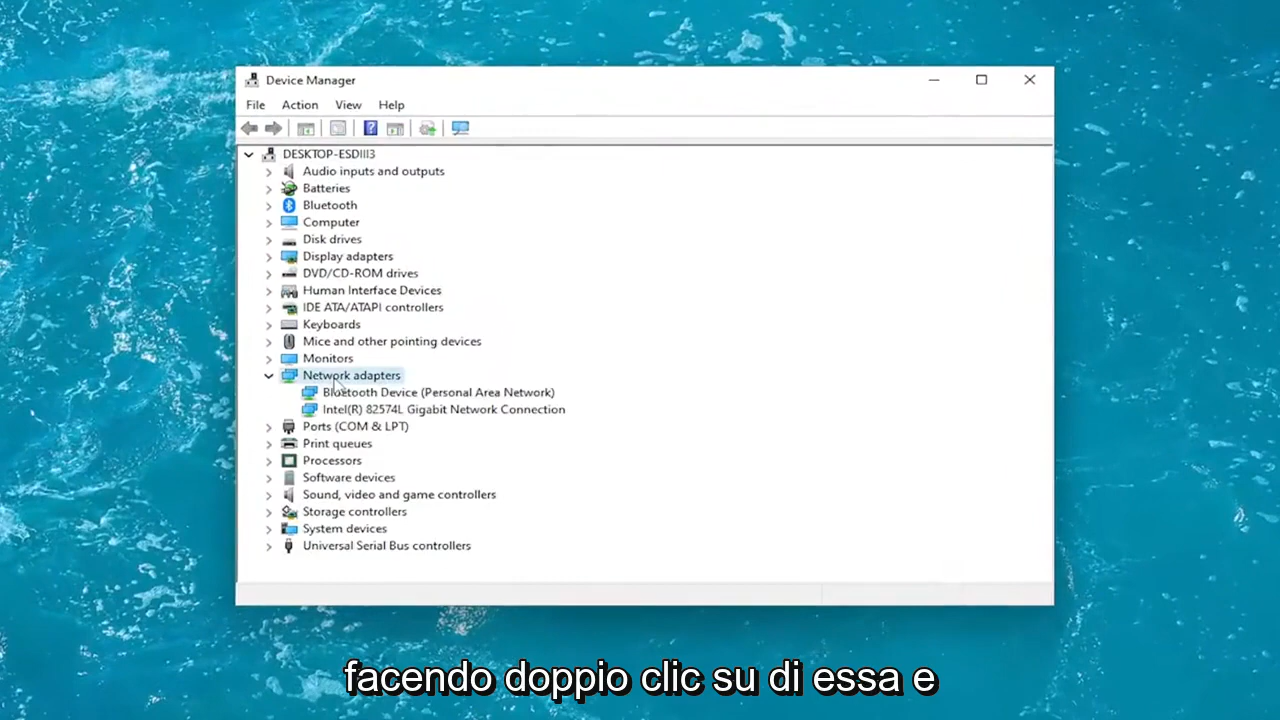 Device Manager
File Action View Help
DESKTOP-ESDIII3
Audio inputs and outputs
Batteries
Bluetooth
Computer
Disk drives
Display adapters
DVD/CD-ROM drives
Human Interface Devices
IDE ATA/ATAPI controllers
Keyboards
Mice and other pointing devices
Monitors
Network adapters
Bluetooth Device (Personal Area Network)
Intel(R) 82574L Gigabit Network Connection
Ports (COM & LPT)
Print queues
Processors
Software devices
Sound, video and game controllers
Storage controllers
System devices
Universal Serial Bus controllers
facendo doppio clic su di essa e